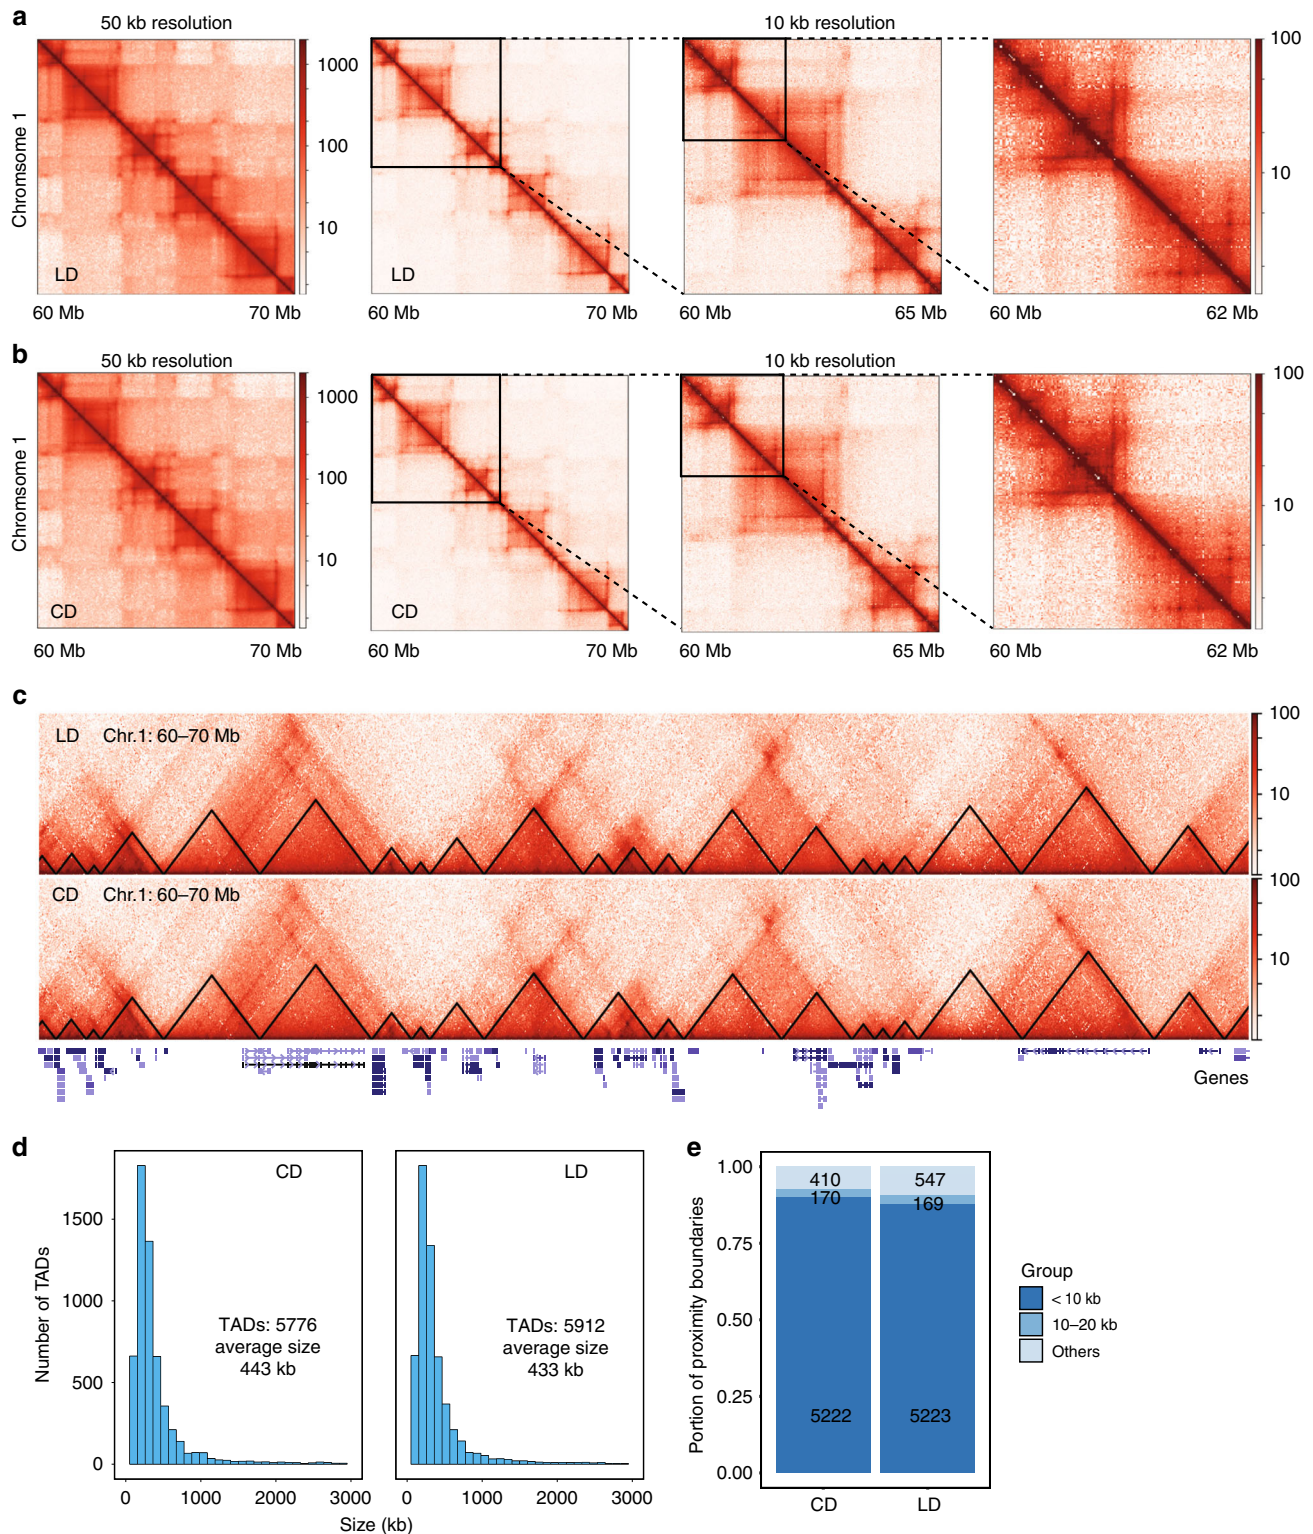 a
50 kb resolution
10 kb resolution
Chromsome 1
1000
100
10
100
10
LD
LD
60 Mb
70 Mb
60 Mb
70 Mb
60 Mb
65 Mb
60 Mb
62 Mb
b
50 kb resolution
10 kb resolution
Chromsome 1
1000
100
10
100
10
CD
CD
60 Mb
70 Mb
60 Mb
70 Mb
60 Mb
65 Mb
60 Mb
62 Mb
c
LD Chr.1: 60–70 Mb
100
10
CD Chr.1: 60–70 Mb
100
10
Genes
d
Number of TADs
1500
1000
500
0
CD
TADs: 5776
average size
443 kb
LD
TADs: 5912
average size
433 kb
0
1000
2000
3000
0
1000
2000
3000
Size (kb)
e
Portion of proximity boundaries
1.00
0.75
0.50
0.25
0.00
410
170
5222
547
169
5223
CD
LD
Group
< 10 kb
10–20 kb
Others